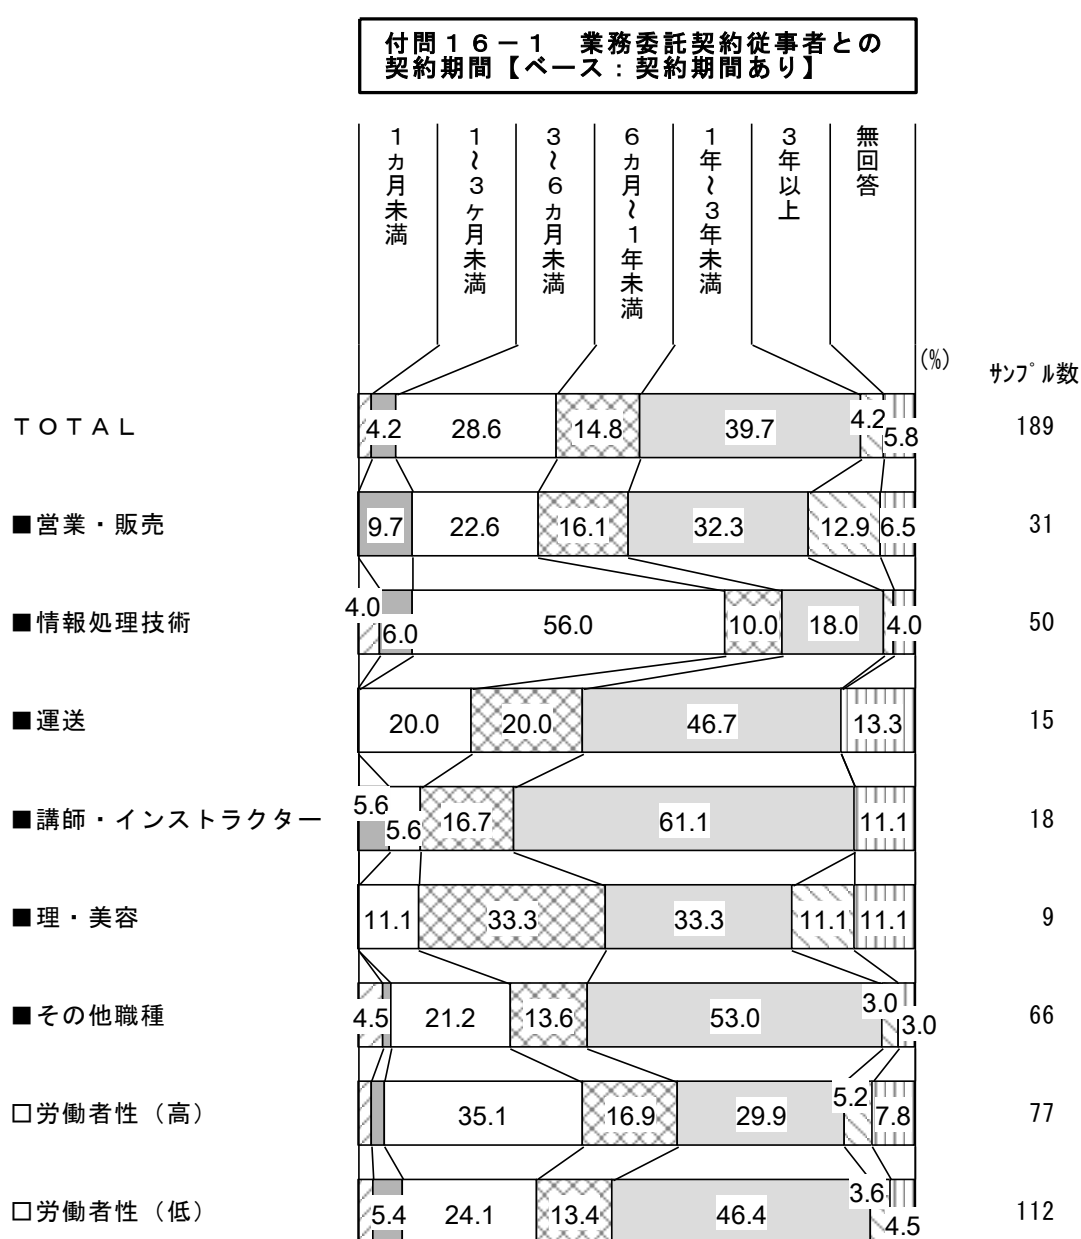 付問16－1　業務委託契約従事者との
契約期間【ベース：契約期間あり】
1ヵ月未満
1～3ヶ月未満
3～6ヵ月未満
6ヵ月～1年未満
1年～3年未満
3年以上
無回答
(%)
ｻﾝﾌﾟﾙ数
ＴＯＴＡＬ 4.2 28.6 14.8 39.7 4.2 5.8 189
■営業・販売 9.7 22.6 16.1 32.3 12.9 6.5 31
■情報処理技術 4.0 6.0 56.0 10.0 18.0 4.0 50
■運送 20.0 20.0 46.7 13.3 15
■講師・インストラクター 5.6 5.6 16.7 61.1 11.1 18
■理・美容 11.1 33.3 33.3 11.1 11.1 9
■その他職種 4.5 21.2 13.6 53.0 3.0 3.0 66
□労働者性（高） 35.1 16.9 29.9 5.2 7.8 77
□労働者性（低） 5.4 24.1 13.4 46.4 3.6 4.5 112